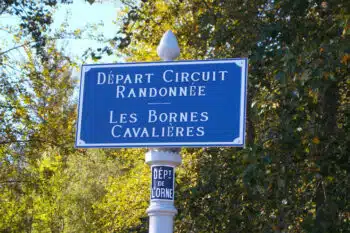 DÉPART CIRCUIT
RANDONNÉE
LES BORNES
CAVALIÈRES
DÉPT
DE
L'ORNE